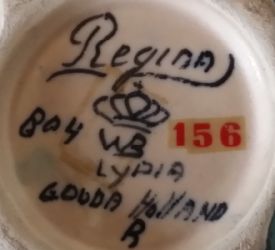 Regina
804 WB 156
LYDIA
GOUDA HOLLAND
R